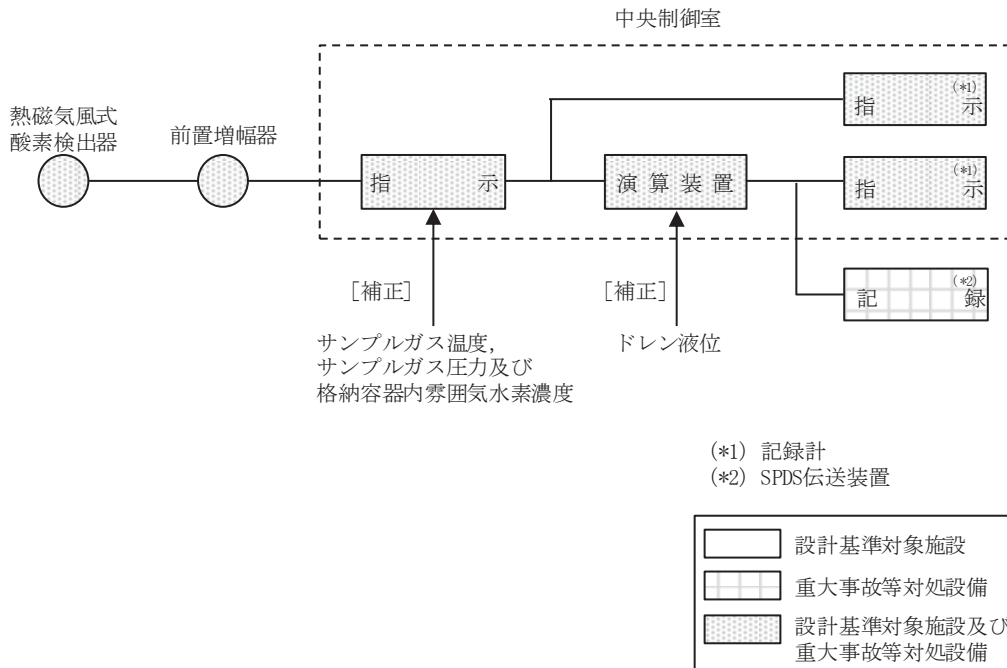 中央制御室
熱磁気風式
酸素検出器
前置増幅器
指示
演算装置
指示(*1)
指示(*1)
記録(*2)
[補正]
[補正]
サンプルガス温度,
サンプルガス圧力及び
格納容器内雰囲気水素濃度
ドレン液位
(*1) 記録計
(*2) SPDS伝送装置
設計基準対象施設
重大事故等対処設備
設計基準対象施設及び
重大事故等対処設備